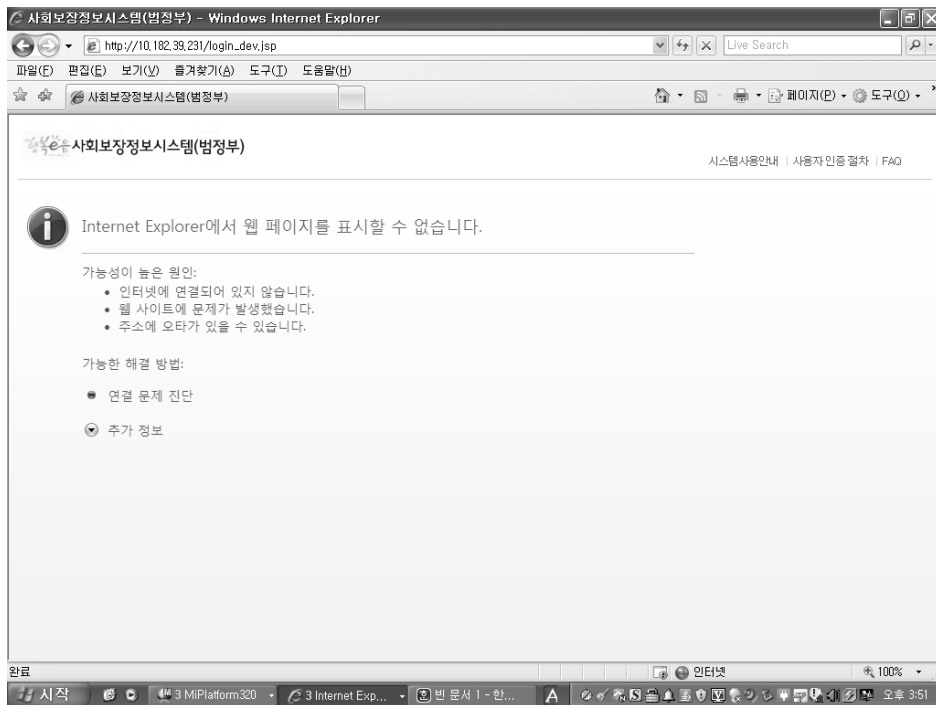 사회보장정보시스템(범정부) - Windows Internet Explorer
http://10,182,39,231/login_dev.jsp
Live Search
파일(F) 편집(E) 보기(V) 즐겨찾기(A) 도구(T) 도움말(H)
사회보장정보시스템(범정부)
페이지(P) 도구(O)
행복e음 사회보장정보시스템(범정부)
시스템사용안내 | 사용자 인증 절차 | FAQ
Internet Explorer에서 웹 페이지를 표시할 수 없습니다.
가능성이 높은 원인:
• 인터넷에 연결되어 있지 않습니다.
• 웹 사이트에 문제가 발생했습니다.
• 주소에 오타가 있을 수 있습니다.
가능한 해결 방법:
연결 문제 진단
추가 정보
완료
인터넷
100%
시작
3 MiPlatform320
3 Internet Exp...
빈 문서 1 - 한...
A
오후 3:51